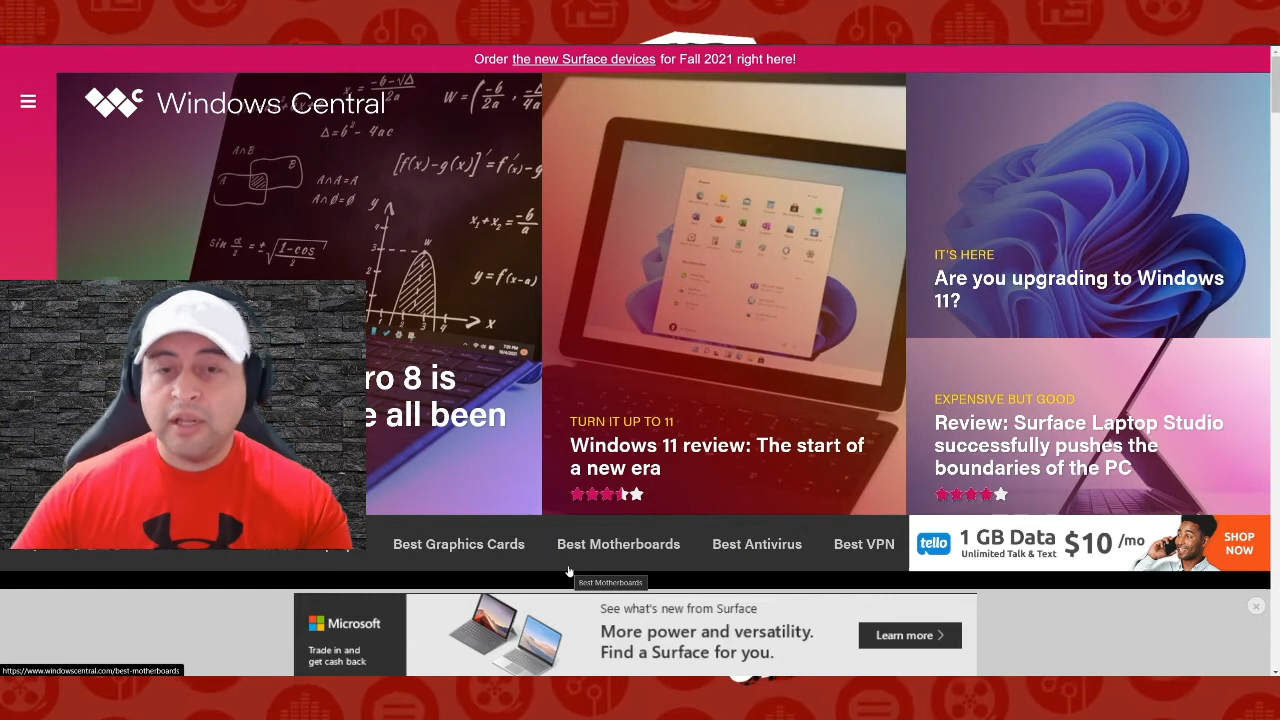 Order the new Surface devices for Fall 2021 right here!
Windows Central
A∩B
B
A
A∩A=A
A∩Ø=Ø
Δ=b²-4ac
y=f(x-a)
y
x
ro 8 is
e all been
TURN IT UP TO 11
Windows 11 review: The start of
a new era
IT'S HERE
Are you upgrading to Windows
11?
EXPENSIVE BUT GOOD
Review: Surface Laptop Studio
successfully pushes the
boundaries of the PC
Best Graphics Cards
Best Motherboards
Best Antivirus
Best VPN
tello
1 GB Data
Unlimited Talk & Text
$10 /mo
SHOP
NOW
Best Motherboards
Microsoft
Trade in and
get cash back
See what's new from Surface
More power and versatility.
Find a Surface for you.
Learn more
https://www.windowscentral.com/best-motherboards